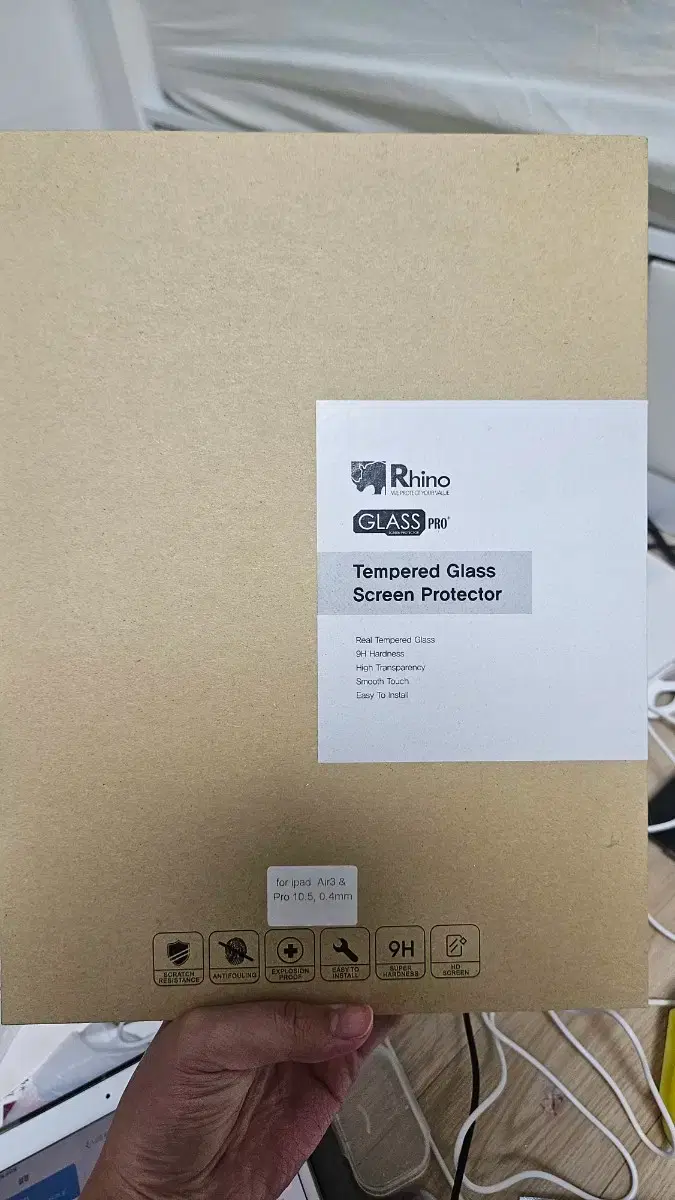 Rhino
WE PROTECT YOUR VALUE
GLASS PRO®
SCREEN PROTECTOR
Tempered Glass
Screen Protector
Real Tempered Glass
9H Hardness
High Transparency
Smooth Touch
Easy To Install
for ipad Air3 &
Pro 10.5, 0.4mm
SCRATCH
RESISTANCE
ANTIFOULING
EXPLOSION
PROOF
EASY TO
INSTALL
9H
SUPER
HARDNESS
HD
SCREEN